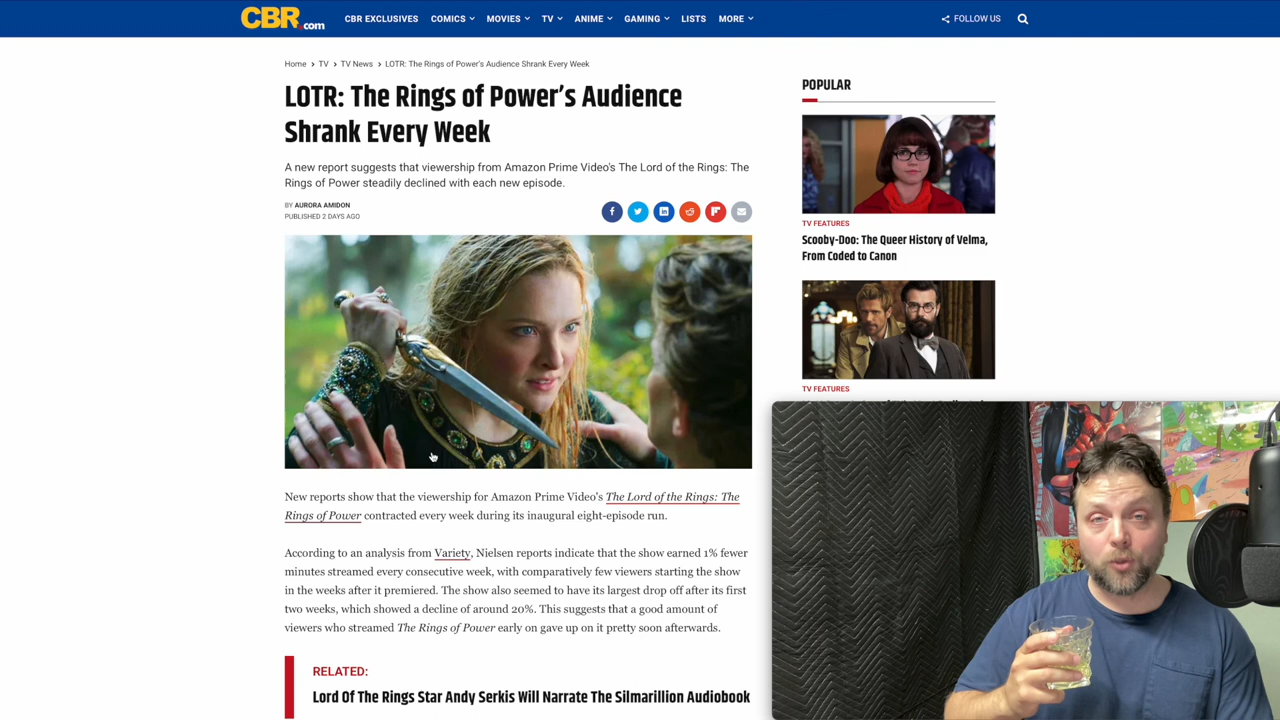 CBR.com
CBR EXCLUSIVES COMICS MOVIES TV ANIME GAMING LISTS MORE
FOLLOW US
Home > TV > TV News > LOTR: The Rings of Power's Audience Shrank Every Week
LOTR: The Rings of Power's Audience
Shrank Every Week
A new report suggests that viewership from Amazon Prime Video's The Lord of the Rings: The
Rings of Power steadily declined with each new episode.
BY AURORA AMIDON
PUBLISHED 2 DAYS AGO
New reports show that the viewership for Amazon Prime Video's The Lord of the Rings: The
Rings of Power contracted every week during its inaugural eight-episode run.
According to an analysis from Variety, Nielsen reports indicate that the show earned 1% fewer
minutes streamed every consecutive week, with comparatively few viewers starting the show
in the weeks after it premiered. The show also seemed to have its largest drop off after its first
two weeks, which showed a decline of around 20%. This suggests that a good amount of
viewers who streamed The Rings of Power early on gave up on it pretty soon afterwards.
RELATED:
Lord Of The Rings Star Andy Serkis Will Narrate The Silmarillion Audiobook
POPULAR
TV FEATURES
Scooby-Doo: The Queer History of Velma,
From Coded to Canon
TV FEATURES